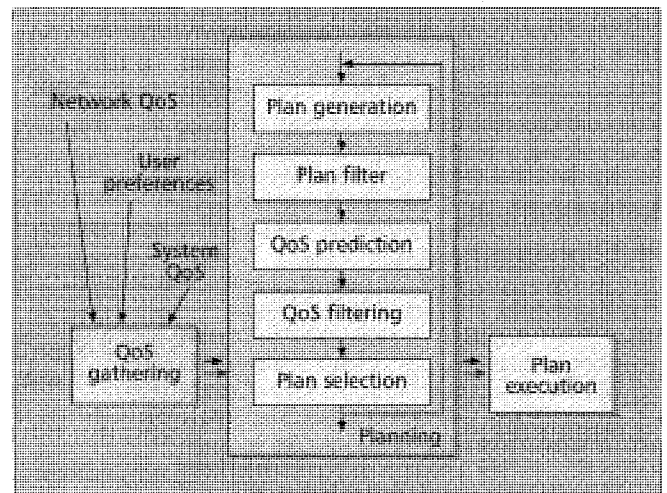 Network QoS
User
preferences
System
QoS
QoS
gathering
Plan generation
Plan filter
QoS prediction
QoS filtering
Plan selection
Planning
Plan
execution